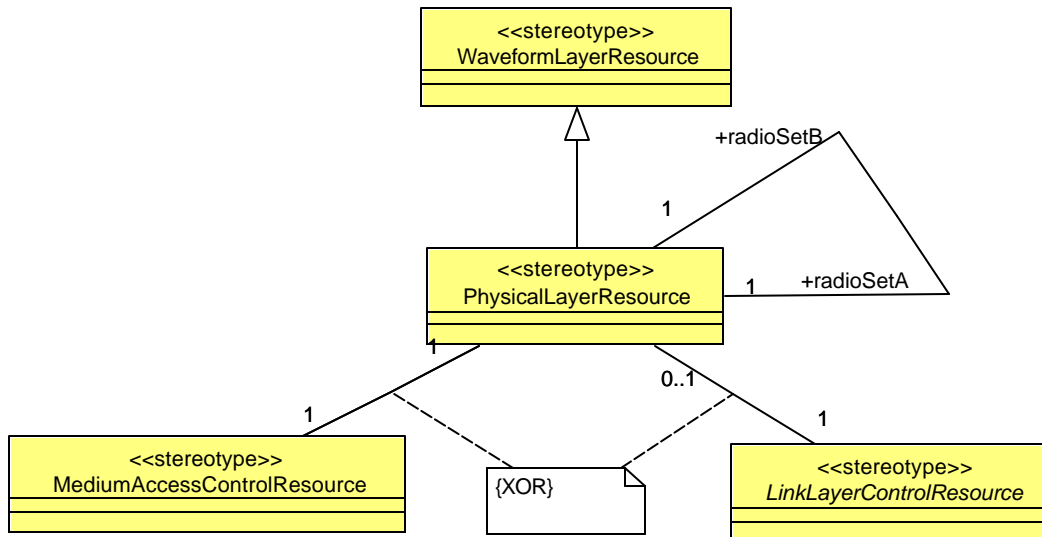 <<stereotype>>
WaveformLayerResource
+radioSetB
1
<<stereotype>>
PhysicalLayerResource
1
+radioSetA
1
0..1
1
1
<<stereotype>>
MediumAccessControlResource
{XOR}
<<stereotype>>
LinkLayerControlResource